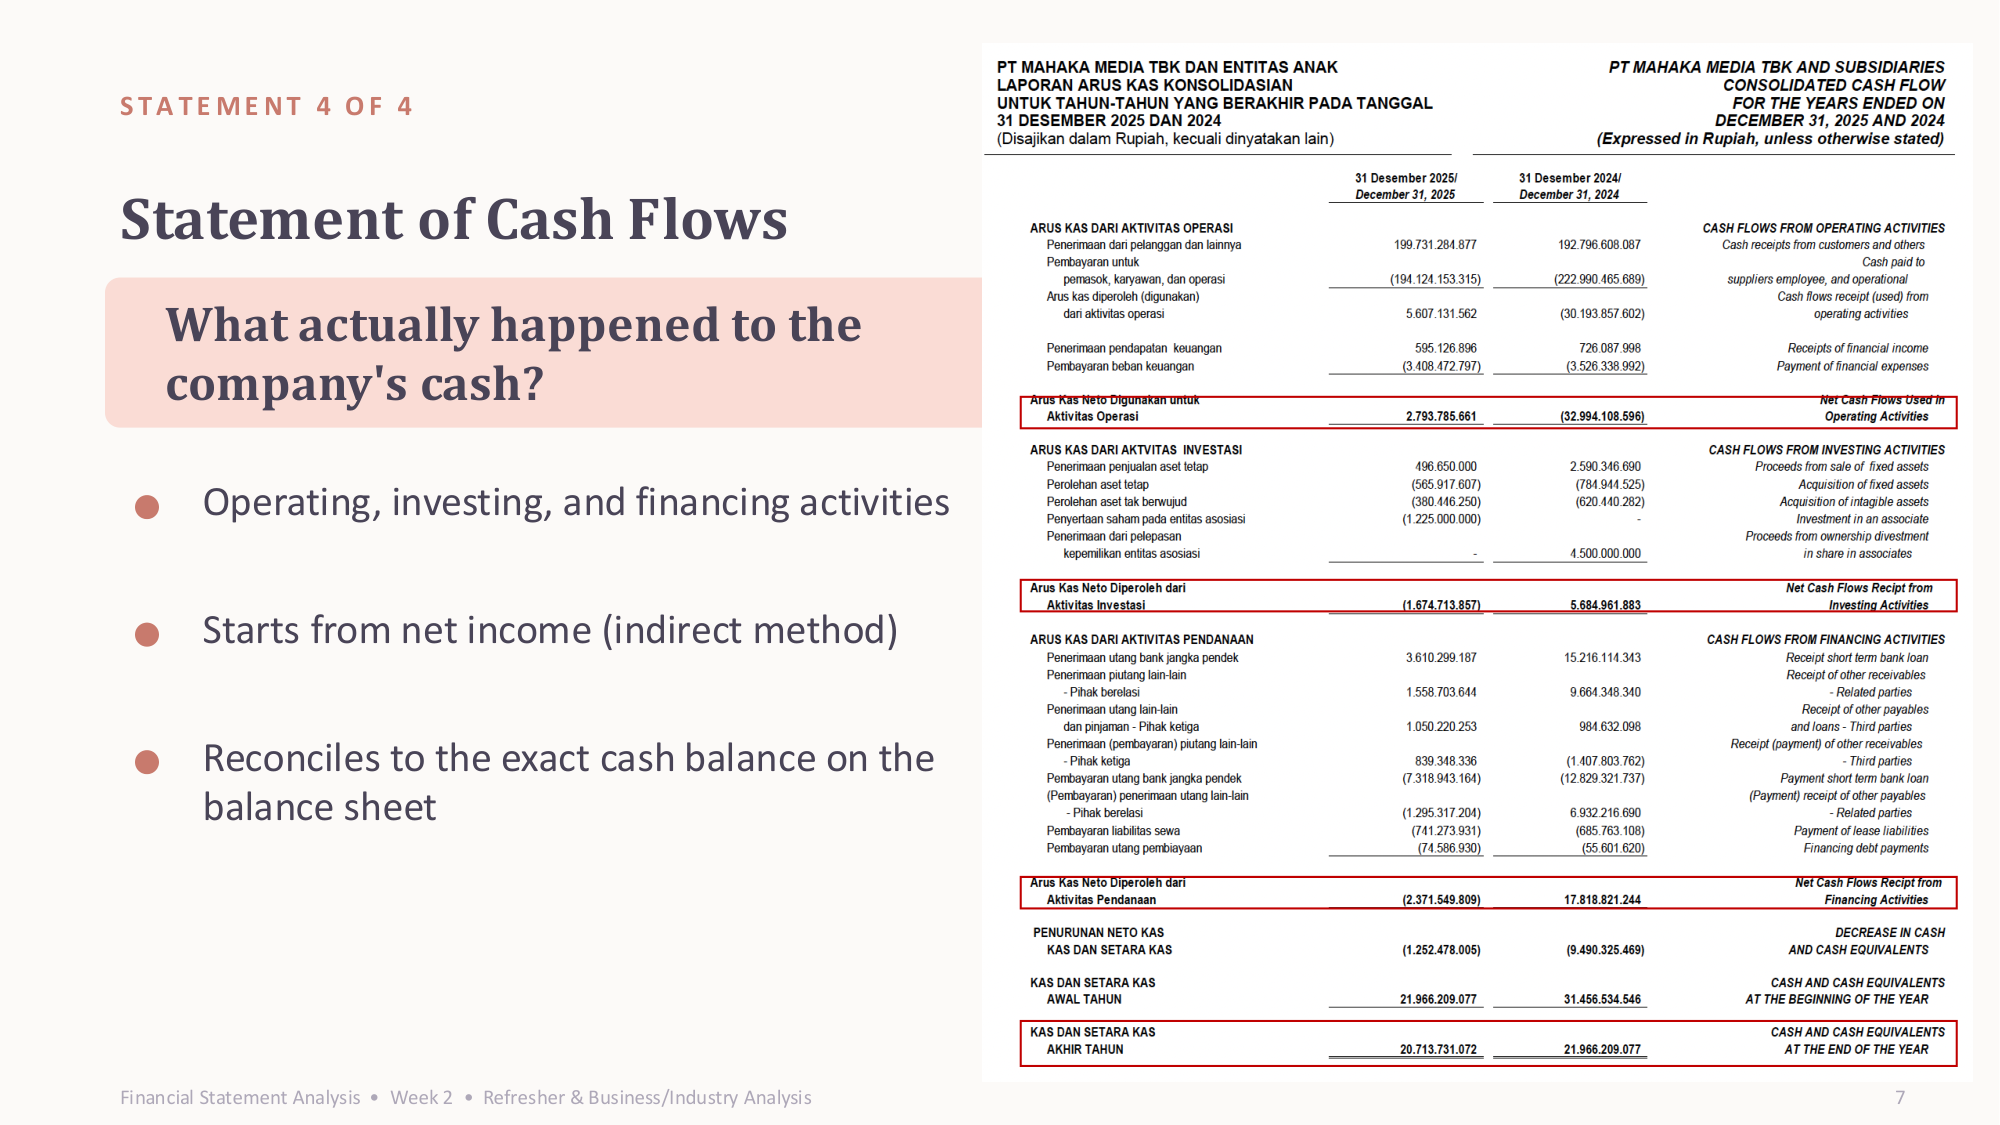 STATEMENT 4 OF 4
Statement of Cash Flows
What actually happened to the
company's cash?
● Operating, investing, and financing activities
● Starts from net income (indirect method)
● Reconciles to the exact cash balance on the
balance sheet
PT MAHAKA MEDIA TBK DAN ENTITAS ANAK
LAPORAN ARUS KAS KONSOLIDASIAN
UNTUK TAHUN-TAHUN YANG BERAKHIR PADA TANGGAL
31 DESEMBER 2025 DAN 2024
(Disajikan dalam Rupiah, kecuali dinyatakan lain)
PT MAHAKA MEDIA TBK AND SUBSIDIARIES
CONSOLIDATED CASH FLOW
FOR THE YEARS ENDED ON
DECEMBER 31, 2025 AND 2024
(Expressed in Rupiah, unless otherwise stated)
31 Desember 2025/ 31 Desember 2024/
December 31, 2025 December 31, 2024
ARUS KAS DARI AKTIVITAS OPERASI CASH FLOWS FROM OPERATING ACTIVITIES
Penerimaan dari pelanggan dan lainnya 199.731.284.877 192.796.608.087 Cash receipts from customers and others
Pembayaran untuk Cash paid to
pemasok, karyawan, dan operasi (194.124.153.315) (222.990.465.689) suppliers employee, and operational
Arus kas diperoleh (digunakan) Cash flows receipt (used) from
dari aktivitas operasi 5.607.131.562 (30.193.857.602) operating activities
Penerimaan pendapatan keuangan 595.126.896 726.087.998 Receipts of financial income
Pembayaran beban keuangan (3.408.472.797) (3.526.338.992) Payment of financial expenses
Arus Kas Neto Digunakan untuk Net Cash Flows Used in
Aktivitas Operasi 2.793.785.661 (32.994.108.596) Operating Activities
ARUS KAS DARI AKTVITAS INVESTASI CASH FLOWS FROM INVESTING ACTIVITIES
Penerimaan penjualan aset tetap 496.650.000 2.590.346.690 Proceeds from sale of fixed assets
Perolehan aset tetap (565.917.607) (784.944.525) Acquisition of fixed assets
Perolehan aset tak berwujud (380.446.250) (620.440.282) Acquisition of intagible assets
Penyertaan saham pada entitas asosiasi (1.225.000.000) - Investment in an associate
Penerimaan dari pelepasan Proceeds from ownership divestment
kepemilikan entitas asosiasi - 4.500.000.000 in share in associates
Arus Kas Neto Diperoleh dari Net Cash Flows Recipt from
Aktivitas Investasi (1.674.713.857) 5.684.961.883 Investing Activities
ARUS KAS DARI AKTIVITAS PENDANAAN CASH FLOWS FROM FINANCING ACTIVITIES
Penerimaan utang bank jangka pendek 3.610.299.187 15.216.114.343 Receipt short term bank loan
Penerimaan piutang lain-lain Receipt of other receivables
- Pihak berelasi 1.558.703.644 9.664.348.340 - Related parties
Penerimaan utang lain-lain Receipt of other payables
dan pinjaman - Pihak ketiga 1.050.220.253 984.632.098 and loans - Third parties
Penerimaan (pembayaran) piutang lain-lain Receipt (payment) of other receivables
- Pihak ketiga 839.348.336 (1.407.803.762) - Third parties
Pembayaran utang bank jangka pendek (7.318.943.164) (12.829.321.737) Payment short term bank loan
(Pembayaran) penerimaan utang lain-lain (Payment) receipt of other payables
- Pihak berelasi (1.295.317.204) 6.932.216.690 - Related parties
Pembayaran liabilitas sewa (741.273.931) (685.763.108) Payment of lease liabilities
Pembayaran utang pembiayaan (74.586.930) (55.601.620) Financing debt payments
Arus Kas Neto Diperoleh dari Net Cash Flows Recipt from
Aktivitas Pendanaan (2.371.549.809) 17.818.821.244 Financing Activities
PENURUNAN NETO KAS DECREASE IN CASH
KAS DAN SETARA KAS (1.252.478.005) (9.490.325.469) AND CASH EQUIVALENTS
KAS DAN SETARA KAS CASH AND CASH EQUIVALENTS
AWAL TAHUN 21.966.209.077 31.456.534.546 AT THE BEGINNING OF THE YEAR
KAS DAN SETARA KAS CASH AND CASH EQUIVALENTS
AKHIR TAHUN 20.713.731.072 21.966.209.077 AT THE END OF THE YEAR
Financial Statement Analysis • Week 2 • Refresher & Business/Industry Analysis 7